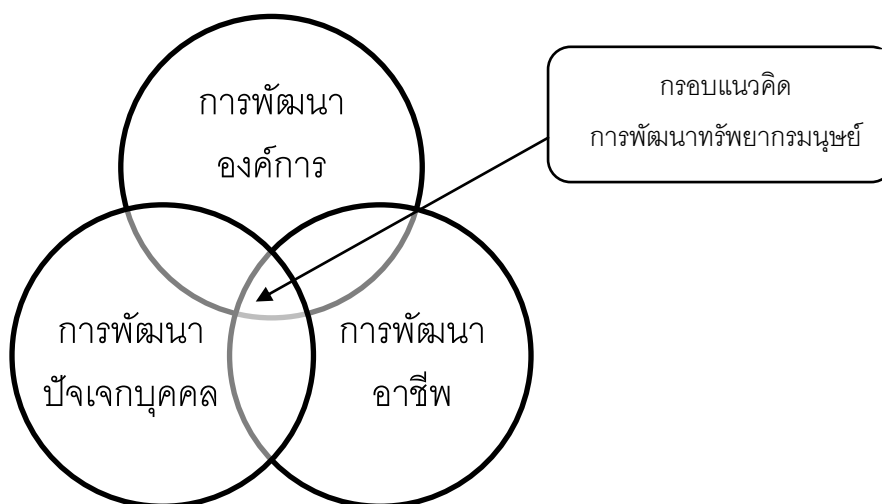 การพัฒนา
องค์การ
กรอบแนวคิด
การพัฒนาทรัพยากรมนุษย์
การพัฒนา
ปัจเจกบุคคล
การพัฒนา
อาชีพ